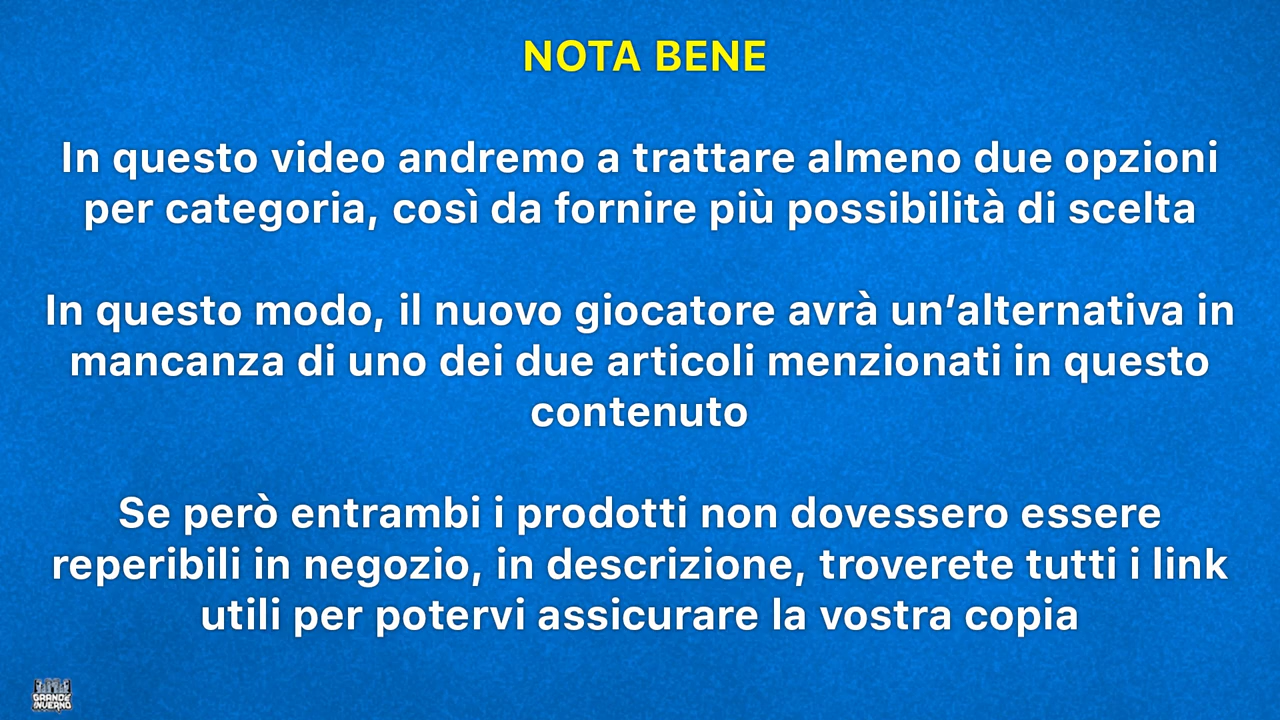 NOTA BENE
In questo video andremo a trattare almeno due opzioni
per categoria, così da fornire più possibilità di scelta
In questo modo, il nuovo giocatore avrà un’alternativa in
mancanza di uno dei due articoli menzionati in questo
contenuto
Se però entrambi i prodotti non dovessero essere
reperibili in negozio, in descrizione, troverete tutti i link
utili per potervi assicurare la vostra copia
GRANDE
INVERNO